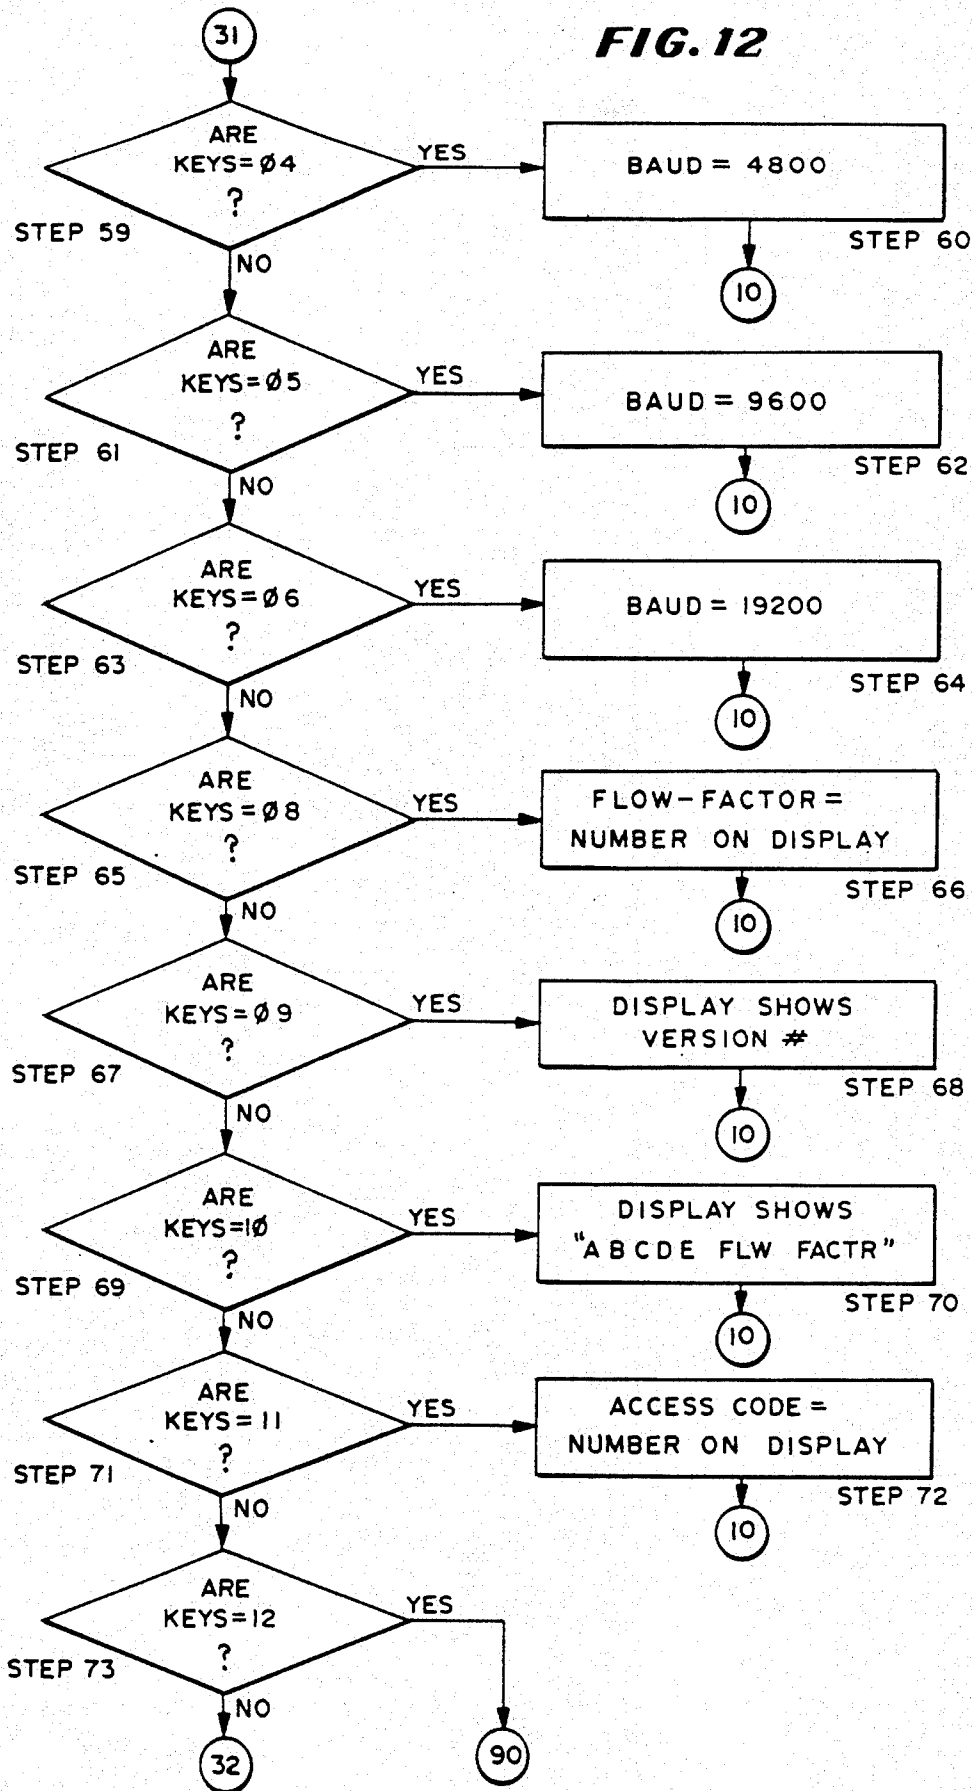 31
FIG. 12
ARE
KEYS=Ø4
?
YES
STEP 59
NO
BAUD = 4800
STEP 60
10
ARE
KEYS=Ø5
?
YES
STEP 61
NO
BAUD = 9600
STEP 62
10
ARE
KEYS=Ø6
?
YES
STEP 63
NO
BAUD = 19200
STEP 64
10
ARE
KEYS=Ø8
?
YES
STEP 65
NO
FLOW-FACTOR =
NUMBER ON DISPLAY
STEP 66
10
ARE
KEYS=Ø9
?
YES
STEP 67
NO
DISPLAY SHOWS
VERSION #
STEP 68
10
ARE
KEYS=1Ø
?
YES
STEP 69
NO
DISPLAY SHOWS
"ABCDE FLW FACTR"
STEP 70
10
ARE
KEYS=11
?
YES
STEP 71
NO
ACCESS CODE =
NUMBER ON DISPLAY
STEP 72
10
ARE
KEYS=12
?
YES
STEP 73
NO
32
90